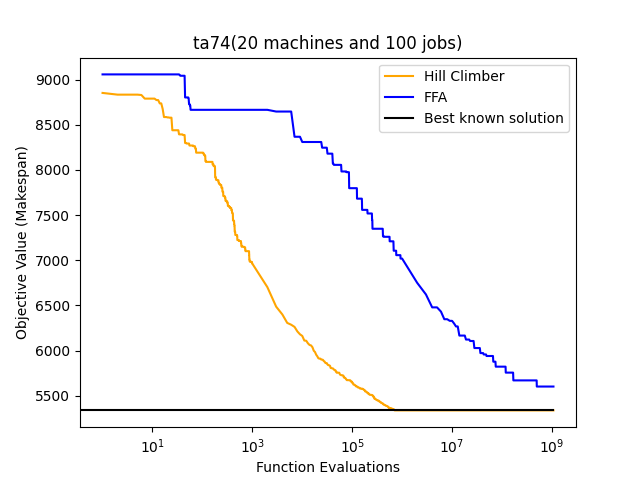 ta74(20 machines and 100 jobs)
Hill Climber
FFA
Best known solution
Objective Value (Makespan)
9000
8500
8000
7500
7000
6500
6000
5500
10^1
10^3
10^5
10^7
10^9
Function Evaluations